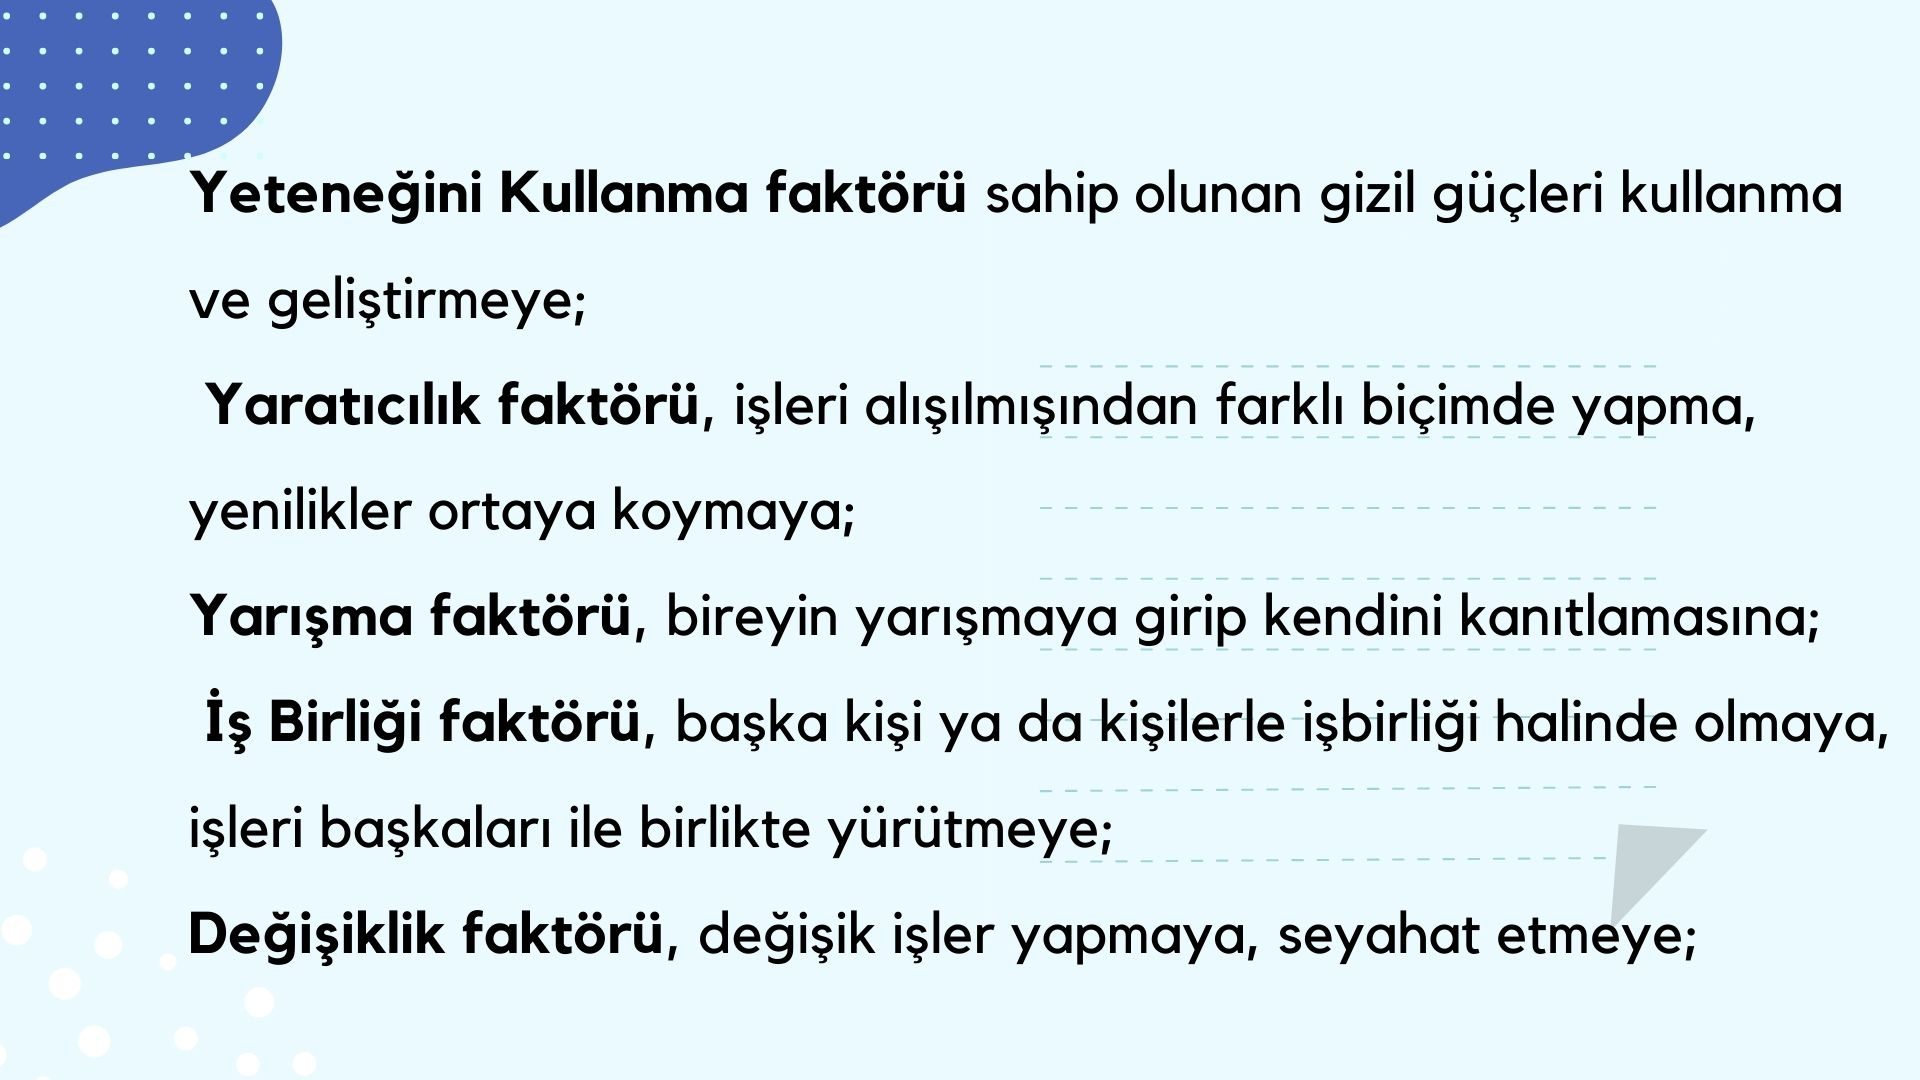 Yeteneğini Kullanma faktörü sahip olunan gizil güçleri kullanma
ve geliştirmeye;
Yaratıcılık faktörü, işleri alışılmışından farklı biçimde yapma,
yenilikler ortaya koymaya;
Yarışma faktörü, bireyin yarışmaya girip kendini kanıtlamasına;
İş Birliği faktörü, başka kişi ya da kişilerle işbirliği halinde olmaya,
işleri başkaları ile birlikte yürütmeye;
Değişiklik faktörü, değişik işler yapmaya, seyahat etmeye;